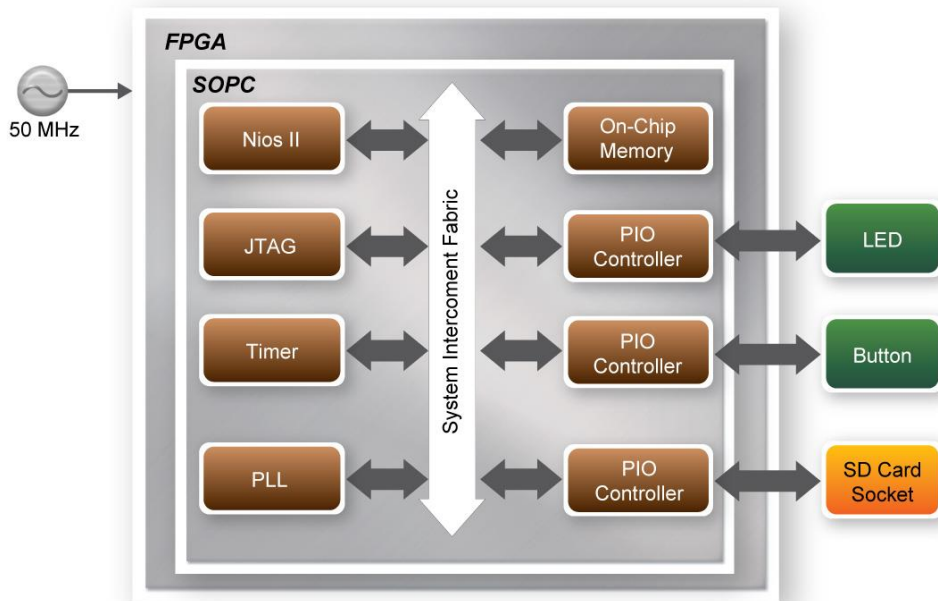 FPGA
SOPC
50 MHz
Nios II
On-Chip
Memory
JTAG
PIO
Controller
LED
Timer
PIO
Controller
Button
PLL
PIO
Controller
SD Card
Socket
System Intercoment Fabric